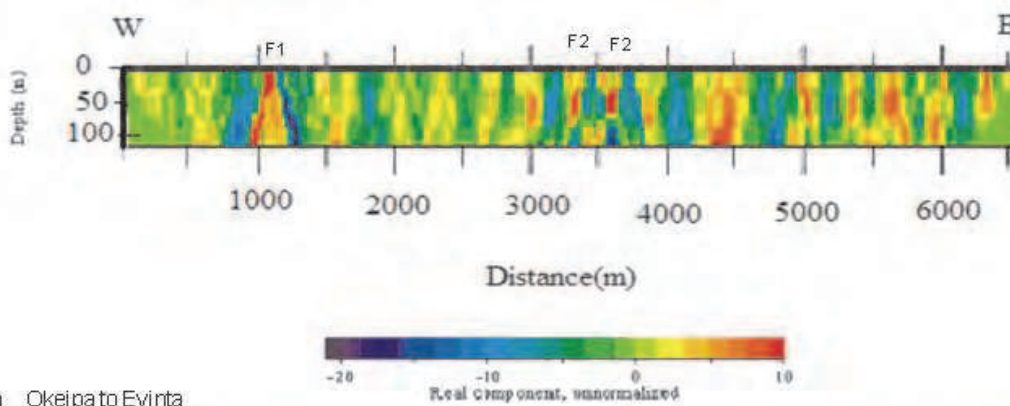 W
E
F1
F2 F2
Depth (m)
0
50
100
1000 2000 3000 4000 5000 6000
Distance(m)
-20 -10 0 10
Real Component, unnormalized
Okeipa to Eyinta